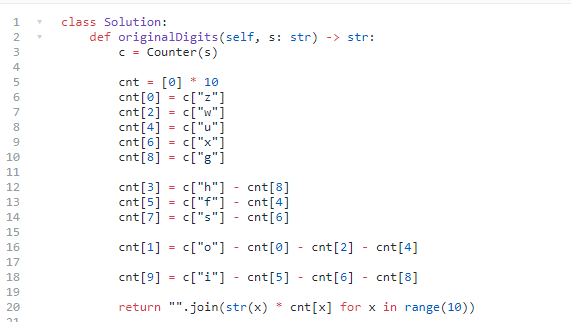 1 class Solution:
2 def originalDigits(self, s: str) -> str:
3 c = Counter(s)
4
5 cnt = [0] * 10
6 cnt[0] = c["z"]
7 cnt[2] = c["w"]
8 cnt[4] = c["u"]
9 cnt[6] = c["x"]
10 cnt[8] = c["g"]
11
12 cnt[3] = c["h"] - cnt[8]
13 cnt[5] = c["f"] - cnt[4]
14 cnt[7] = c["s"] - cnt[6]
15
16 cnt[1] = c["o"] - cnt[0] - cnt[2] - cnt[4]
17
18 cnt[9] = c["i"] - cnt[5] - cnt[6] - cnt[8]
19
20 return "".join(str(x) * cnt[x] for x in range(10))
21